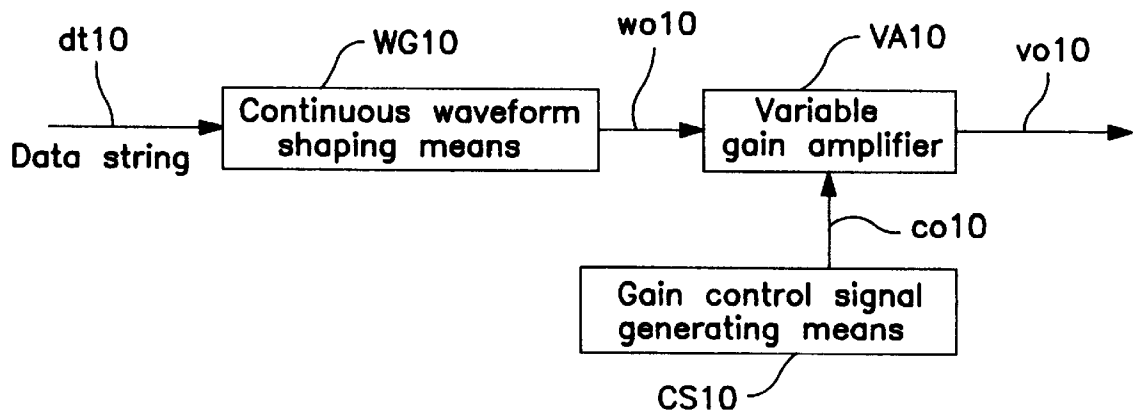 dt10
WG10
wo10
VA10
vo10
Data string
Continuous waveform
shaping means
Variable
gain amplifier
co10
Gain control signal
generating means
CS10